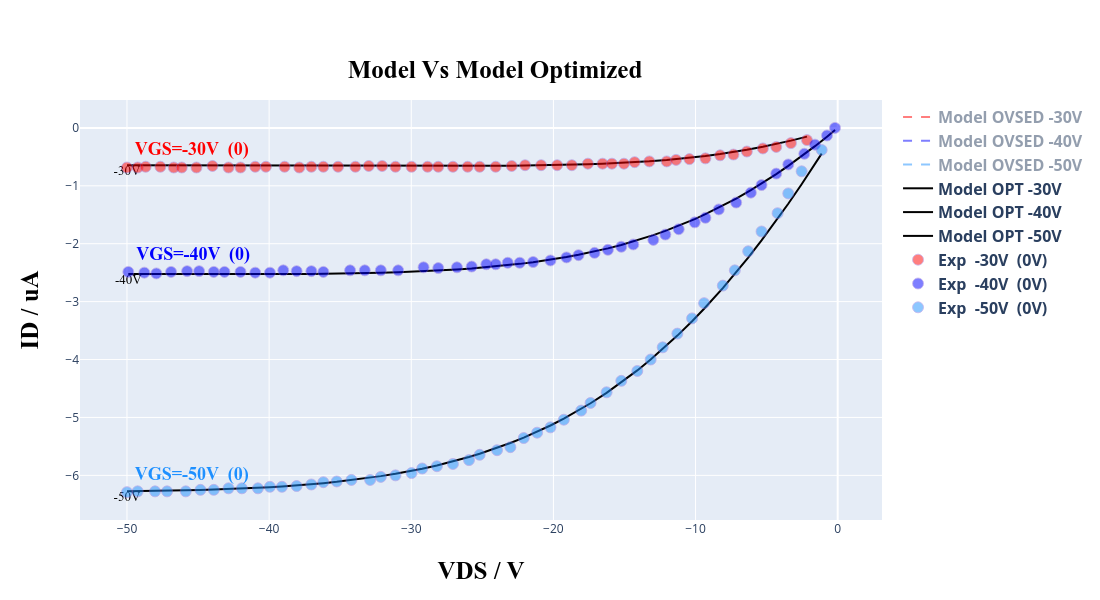 Model Vs Model Optimized
ID / uA
0
−1
−2
−3
−4
−5
−6
VGS=-30V  (0)
-30V
VGS=-40V  (0)
-40V
VGS=-50V  (0)
-50V
−50
−40
−30
−20
−10
0
VDS / V
Model OVSED -30V
Model OVSED -40V
Model OVSED -50V
Model OPT -30V
Model OPT -40V
Model OPT -50V
Exp  -30V  (0V)
Exp  -40V  (0V)
Exp  -50V  (0V)